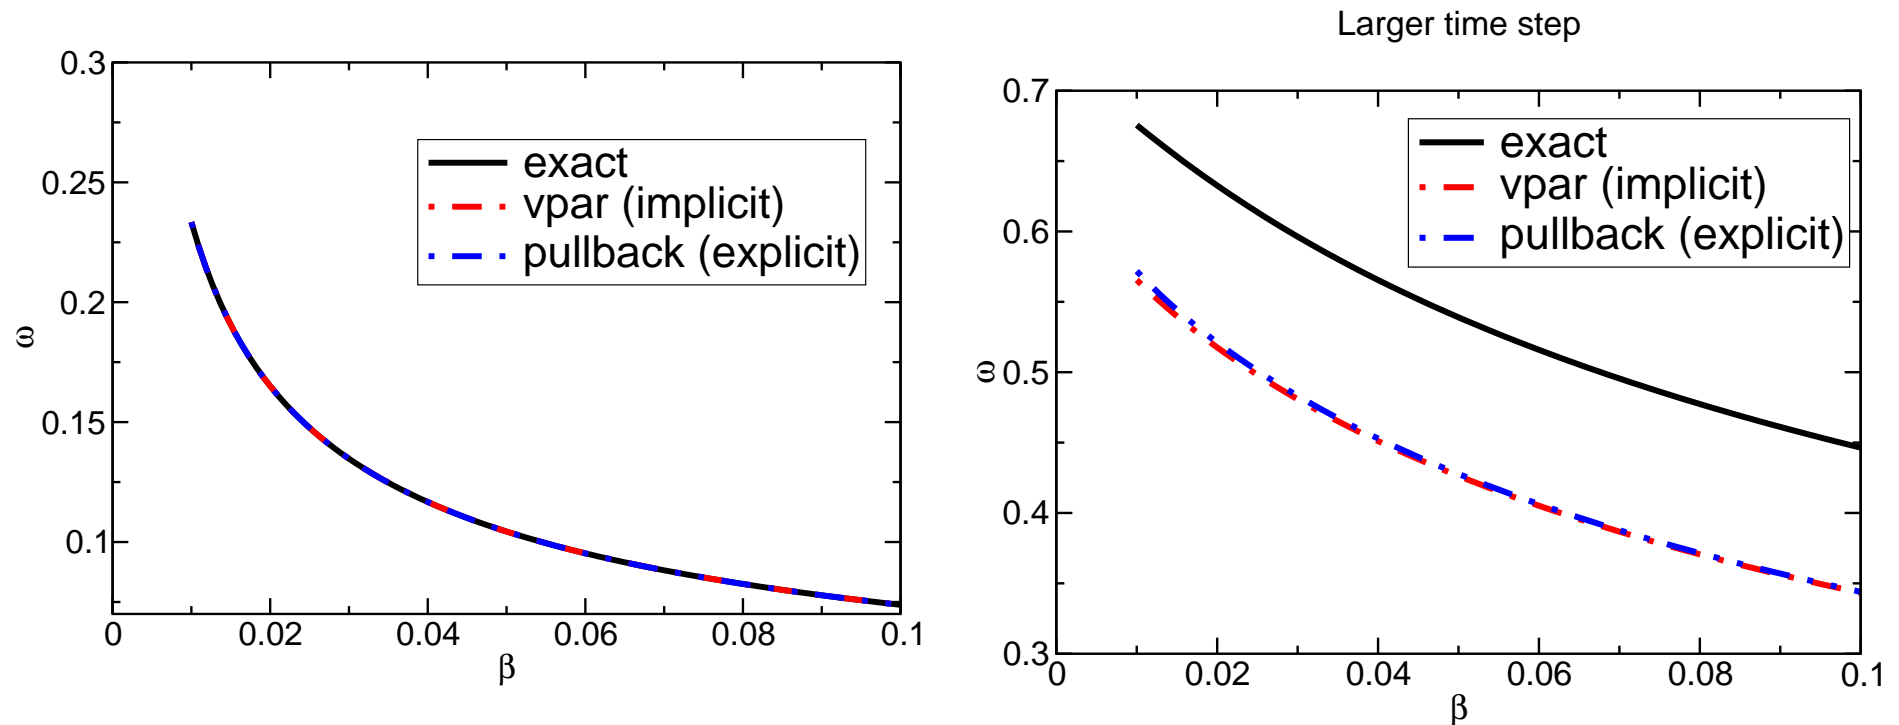 0.3
0.25
0.2
0.15
0.1
ω
exact
vpar (implicit)
pullback (explicit)
0
0.02
0.04
0.06
0.08
0.1
β
Larger time step
0.7
0.6
0.5
0.4
0.3
ω
exact
vpar (implicit)
pullback (explicit)
0
0.02
0.04
0.06
0.08
0.1
β